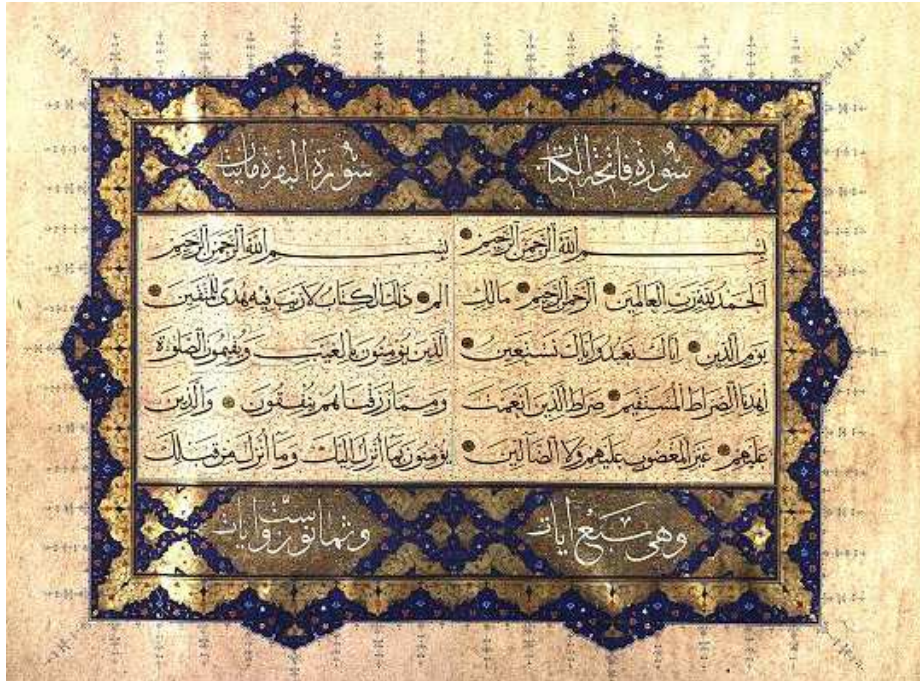 سورة فاتحة الكتاب
بسم الله الرحمن الرحيم
الحمد لله رب العالمين الرحمن الرحيم مالك
يوم الدين اياك نعبد واياك نستعين
اهدنا الصراط المستقيم صراط الذين انعمت
عليهم غير المغضوب عليهم ولا الضالين
وهي سبع ايات
سورة البقرة مايتان
بسم الله الرحمن الرحيم
الم ذلك الكتاب لا ريب فيه هدى للمتقين
الذين يؤمنون بالغيب ويقيمون الصلوة
ومما رزقناهم ينفقون والذين
يؤمنون بما انزل اليك وما انزل من قبلك
وثمانون وست ايات